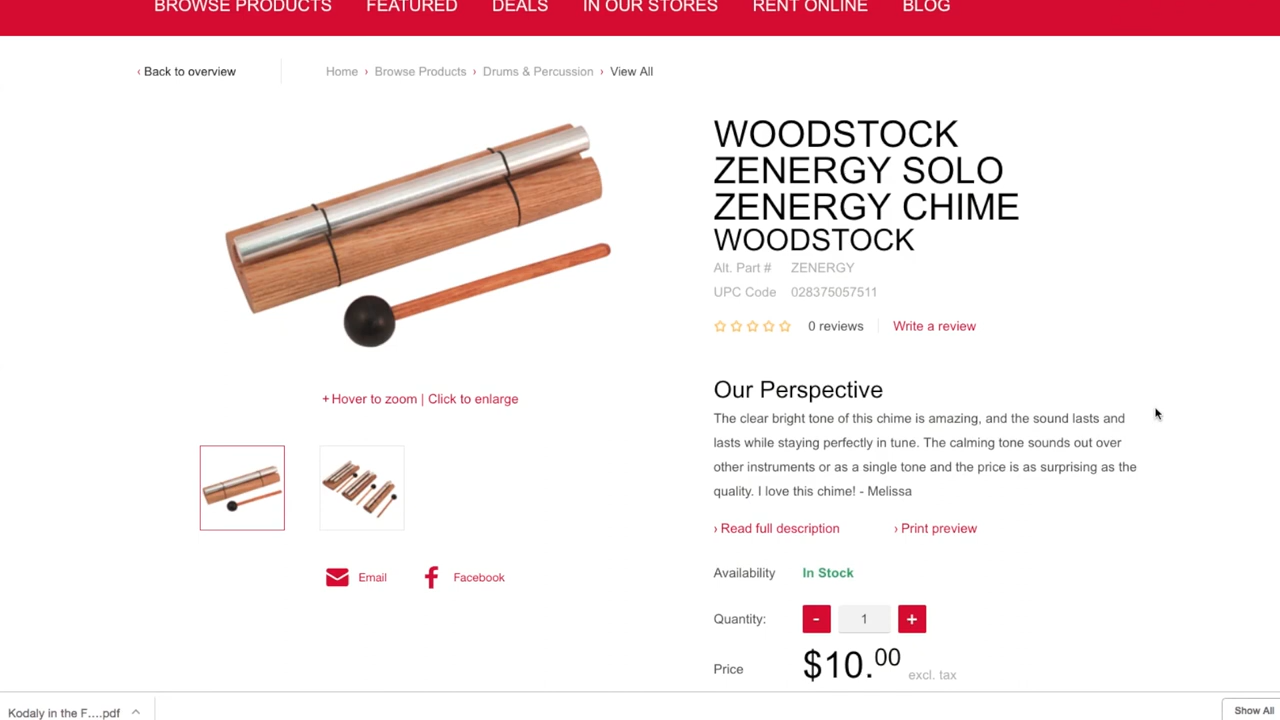 BROWSE PRODUCTS FEATURED DEALS IN OUR STORES RENT ONLINE BLOG
‹ Back to overview
Home › Browse Products › Drums & Percussion › View All
WOODSTOCK
ZENERGY SOLO
ZENERGY CHIME
WOODSTOCK
Alt. Part # ZENERGY
UPC Code 028375057511
0 reviews
Write a review
+ Hover to zoom | Click to enlarge
Email
Facebook
Our Perspective
The clear bright tone of this chime is amazing, and the sound lasts and
lasts while staying perfectly in tune. The calming tone sounds out over
other instruments or as a single tone and the price is as surprising as the
quality. I love this chime! - Melissa
› Read full description
› Print preview
Availability In Stock
Quantity: - 1 +
Price $10.00 excl. tax
Kodaly in the F....pdf
Show All